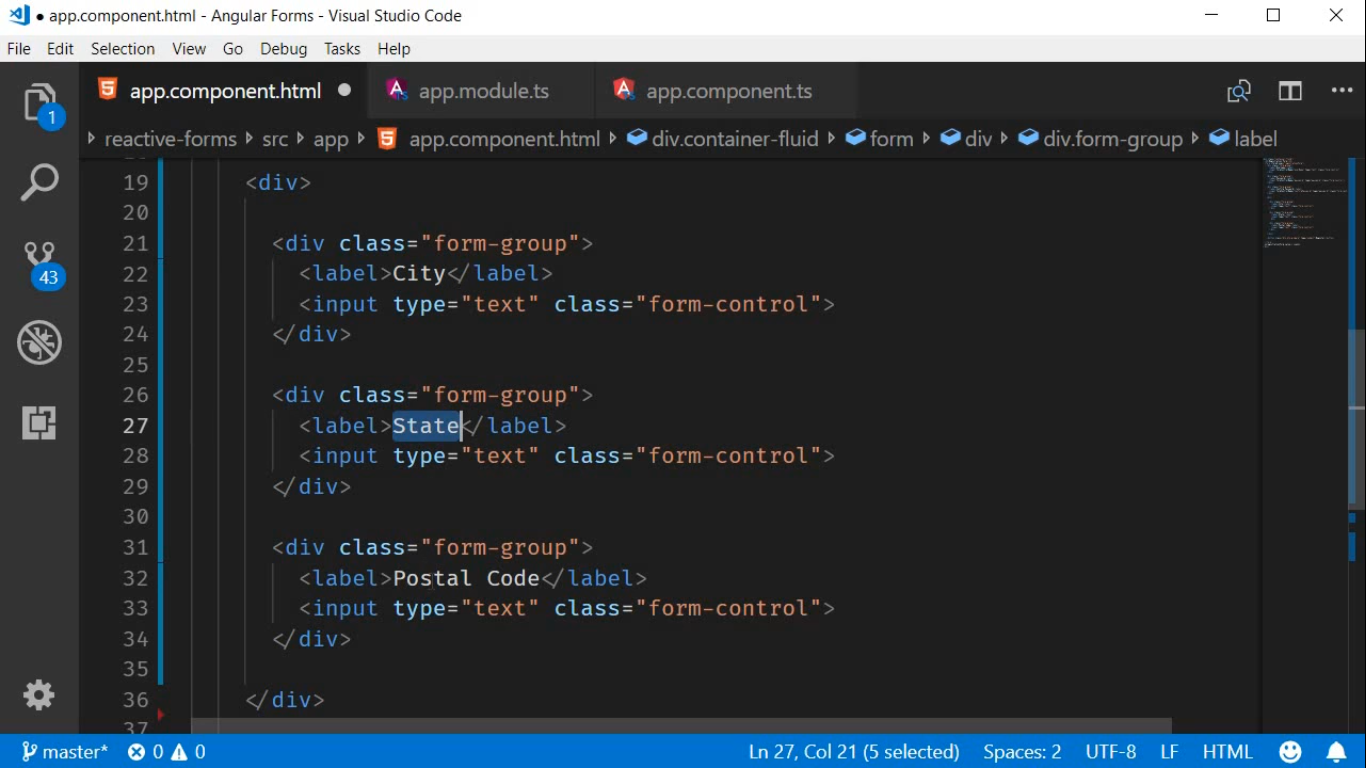 ● app.component.html - Angular Forms - Visual Studio Code
File Edit Selection View Go Debug Tasks Help
app.component.html ● app.module.ts app.component.ts
reactive-forms src app app.component.html div.container-fluid form div div.form-group label
1
43
19 <div>
20
21 <div class="form-group">
22 <label>City</label>
23 <input type="text" class="form-control">
24 </div>
25
26 <div class="form-group">
27 <label>State</label>
28 <input type="text" class="form-control">
29 </div>
30
31 <div class="form-group">
32 <label>Postal Code</label>
33 <input type="text" class="form-control">
34 </div>
35
36 </div>
37
master* 0 0 Ln 27, Col 21 (5 selected) Spaces: 2 UTF-8 LF HTML